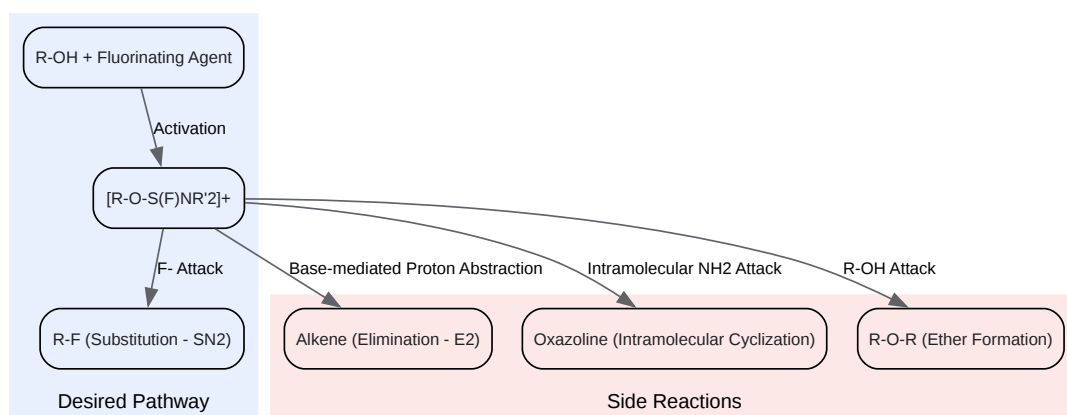 R-OH + Fluorinating Agent
Activation
[R-O-S(F)NR'2]+
F- Attack
Base-mediated Proton Abstraction
Intramolecular NH2 Attack
R-OH Attack
R-F (Substitution - SN2)
Alkene (Elimination - E2)
Oxazoline (Intramolecular Cyclization)
R-O-R (Ether Formation)
Desired Pathway
Side Reactions